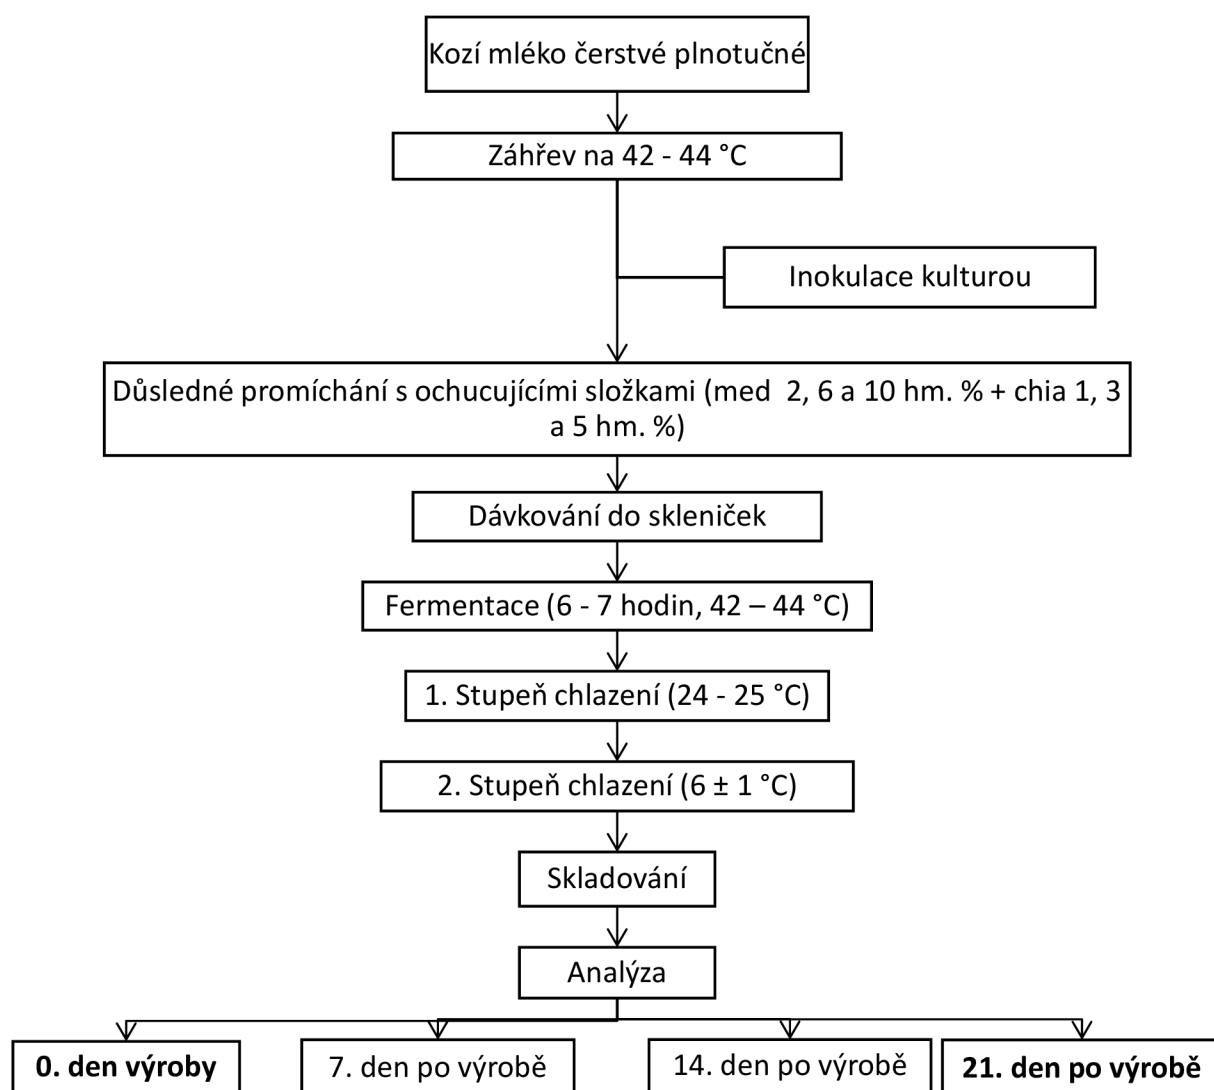 Kozí mléko čerstvé plnotučné
Záhřev na 42 - 44 °C
Inokulace kulturou
Důsledné promíchání s ochucujícími složkami (med  2, 6 a 10 hm. % + chia 1, 3
a 5 hm. %)
Dávkování do skleniček
Fermentace (6 - 7 hodin, 42 – 44 °C)
1. Stupeň chlazení (24 - 25 °C)
2. Stupeň chlazení (6 ± 1 °C)
Skladování
Analýza
0. den výroby
7. den po výrobě
14. den po výrobě
21. den po výrobě